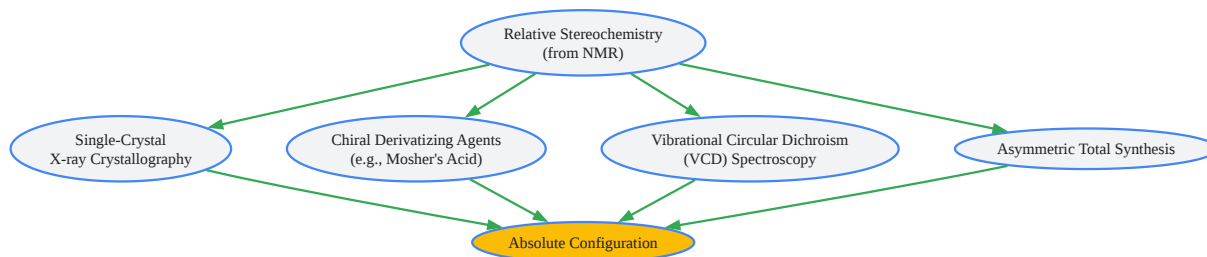 Relative Stereochemistry
(from NMR)
Single-Crystal
X-ray Crystallography
Chiral Derivatizing Agents
(e.g., Mosher's Acid)
Vibrational Circular Dichroism
(VCD) Spectroscopy
Asymmetric Total Synthesis
Absolute Configuration